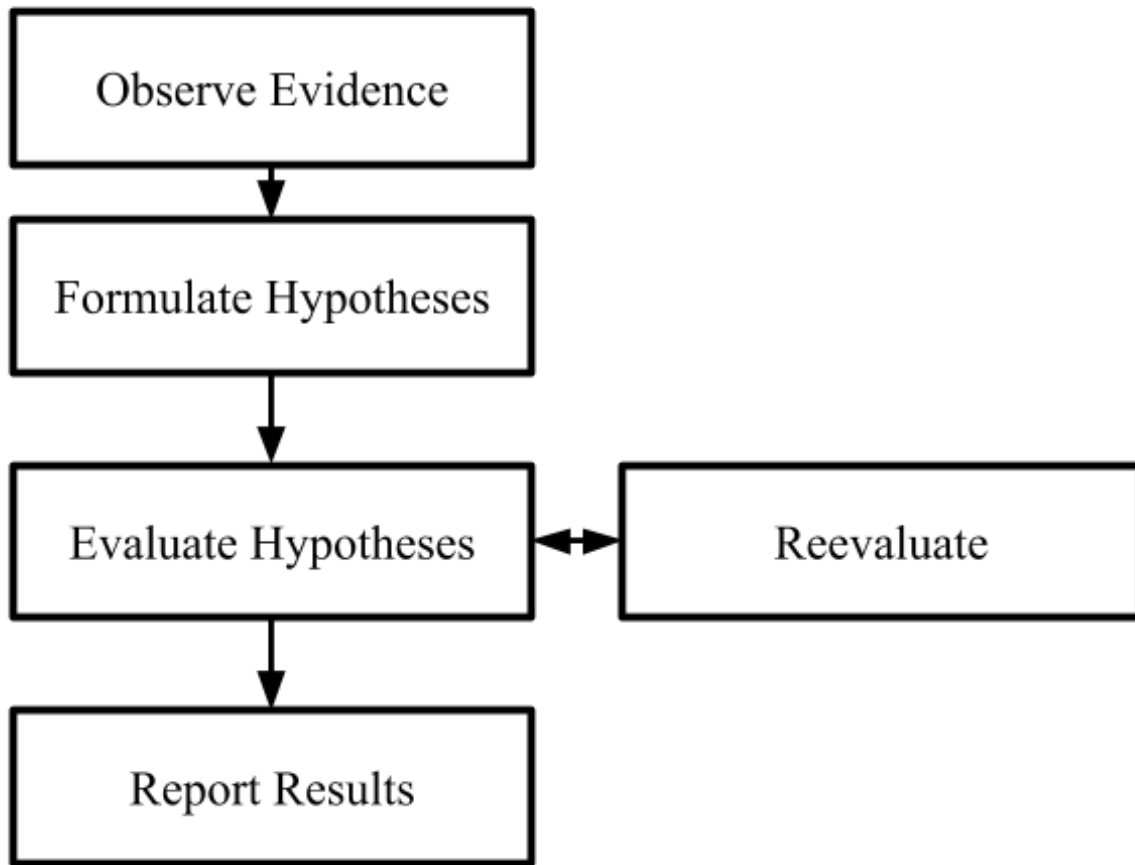 Observe Evidence
Formulate Hypotheses
Evaluate Hypotheses
Reevaluate
Report Results